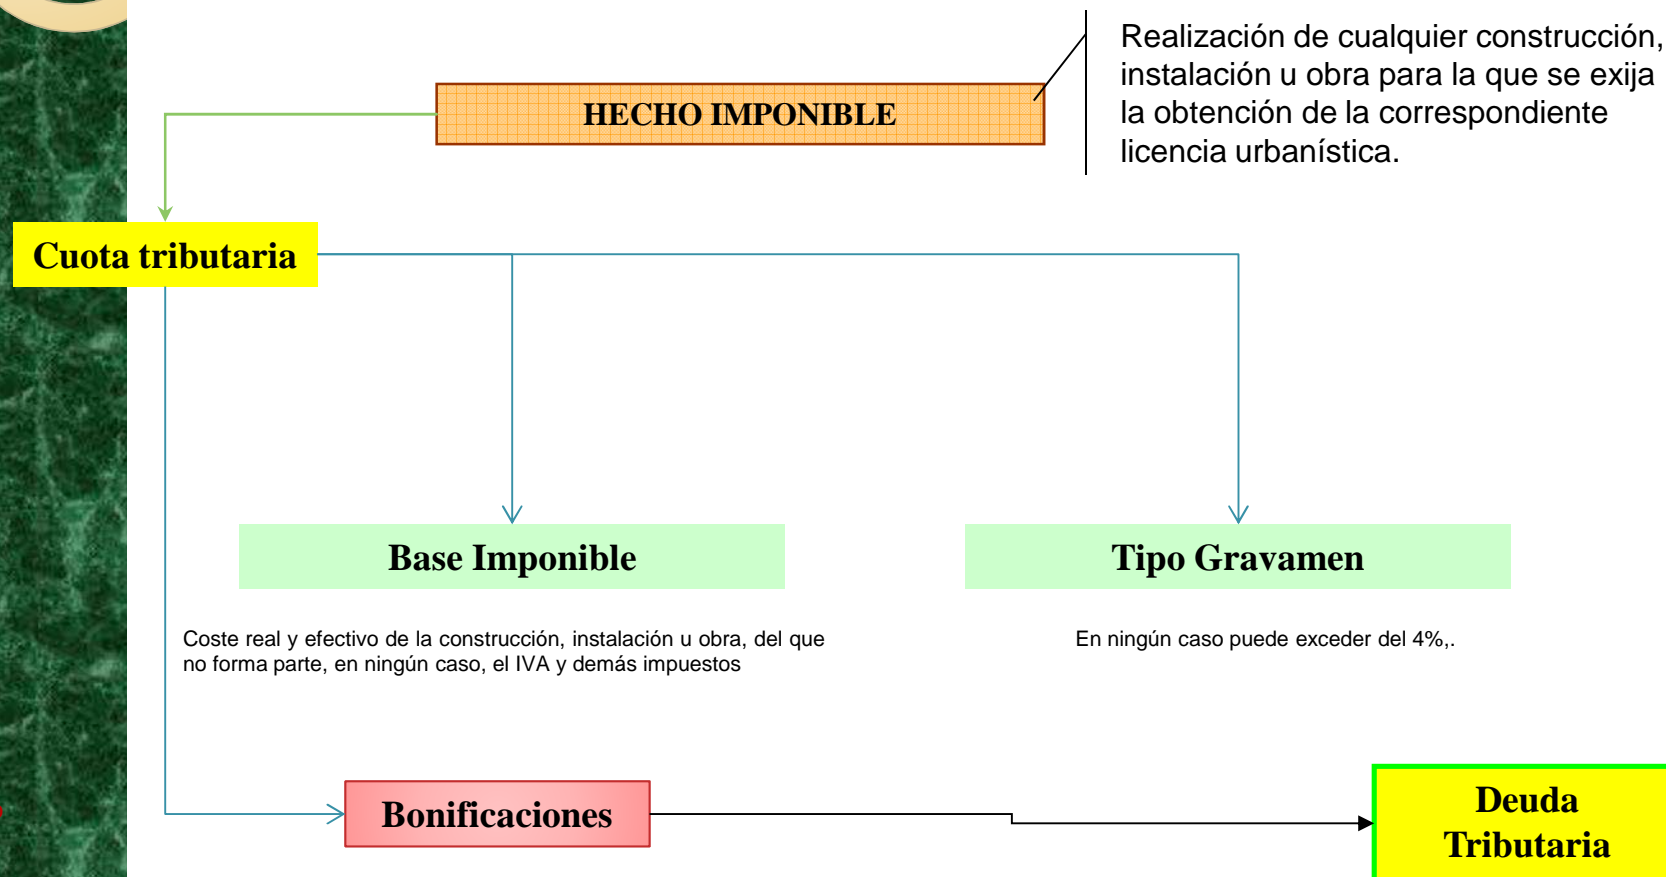 Realización de cualquier construcción,
instalación u obra para la que se exija
la obtención de la correspondiente
licencia urbanística.
HECHO IMPONIBLE
Cuota tributaria
Base Imponible
Tipo Gravamen
Coste real y efectivo de la construcción, instalación u obra, del que
no forma parte, en ningún caso, el IVA y demás impuestos
En ningún caso puede exceder del 4%,.
Bonificaciones
Deuda
Tributaria